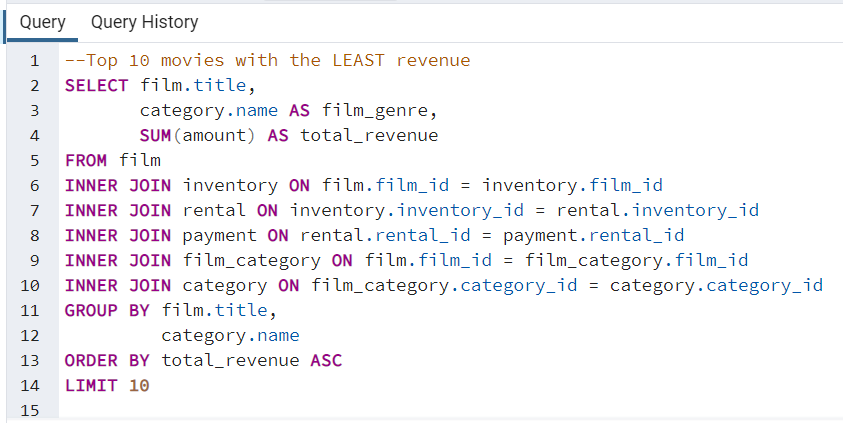 Query Query History
1 --Top 10 movies with the LEAST revenue
2 SELECT film.title,
3 category.name AS film_genre,
4 SUM(amount) AS total_revenue
5 FROM film
6 INNER JOIN inventory ON film.film_id = inventory.film_id
7 INNER JOIN rental ON inventory.inventory_id = rental.inventory_id
8 INNER JOIN payment ON rental.rental_id = payment.rental_id
9 INNER JOIN film_category ON film.film_id = film_category.film_id
10 INNER JOIN category ON film_category.category_id = category.category_id
11 GROUP BY film.title,
12 category.name
13 ORDER BY total_revenue ASC
14 LIMIT 10
15